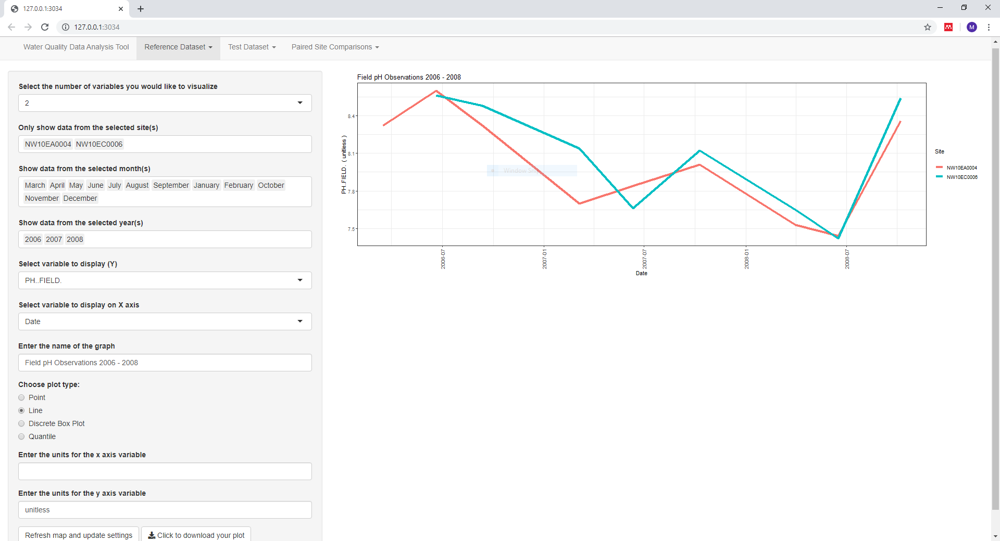 127.0.0.1:3034
127.0.0.1:3034
M
Water Quality Data Analysis Tool Reference Dataset Test Dataset Paired Site Comparisons
Select the number of variables you would like to visualize
2
Only show data from the selected site(s)
NW10EA0004 NW10EC0006
Show data from the selected month(s)
March April May June July August September January February October
November December
Show data from the selected year(s)
2006 2007 2008
Select variable to display (Y)
PH..FIELD.
Select variable to display on X axis
Date
Enter the name of the graph
Field pH Observations 2006 - 2008
Choose plot type:
Point
Line
Discrete Box Plot
Quantile
Enter the units for the x axis variable
Enter the units for the y axis variable
unitless
Refresh map and update settings Click to download your plot
Field pH Observations 2006 - 2008
PH..FIELD. ( unitless )
8.4
8.1
7.8
7.5
Window
2006-07 2007-01 2007-07 2008-01 2008-07
Date
Site
NW10EA0004
NW10EC0006